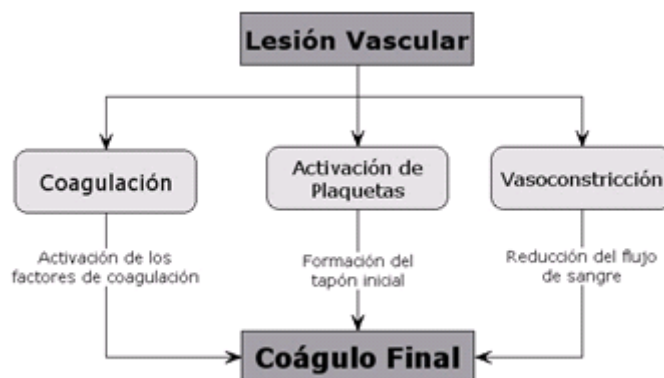 Lesión Vascular
Coagulación
Activación de
Plaquetas
Vasoconstricción
Activación de los
factores de coagulación
Formación del
tapón inicial
Reducción del flujo
de sangre
Coágulo Final